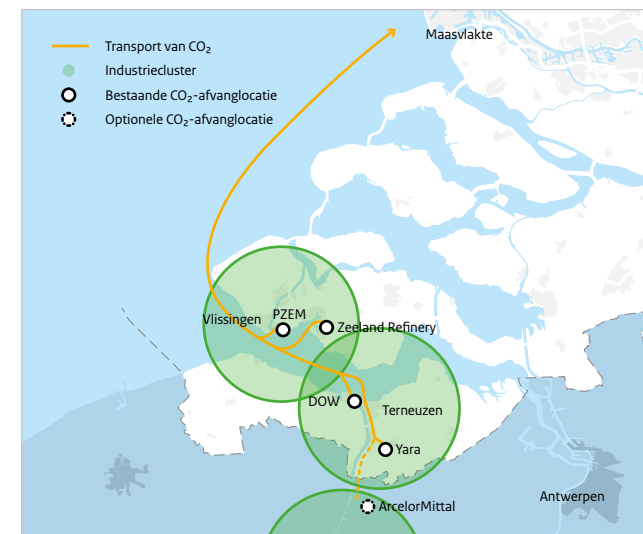 Transport van CO₂
Industriecluster
Bestaande CO₂-afvanglocatie
Optionele CO₂-afvanglocatie
Maasvlakte
Vlissingen
PZEM
Zeeland Refinery
DOW
Terneuzen
Yara
ArcelorMittal
Antwerpen